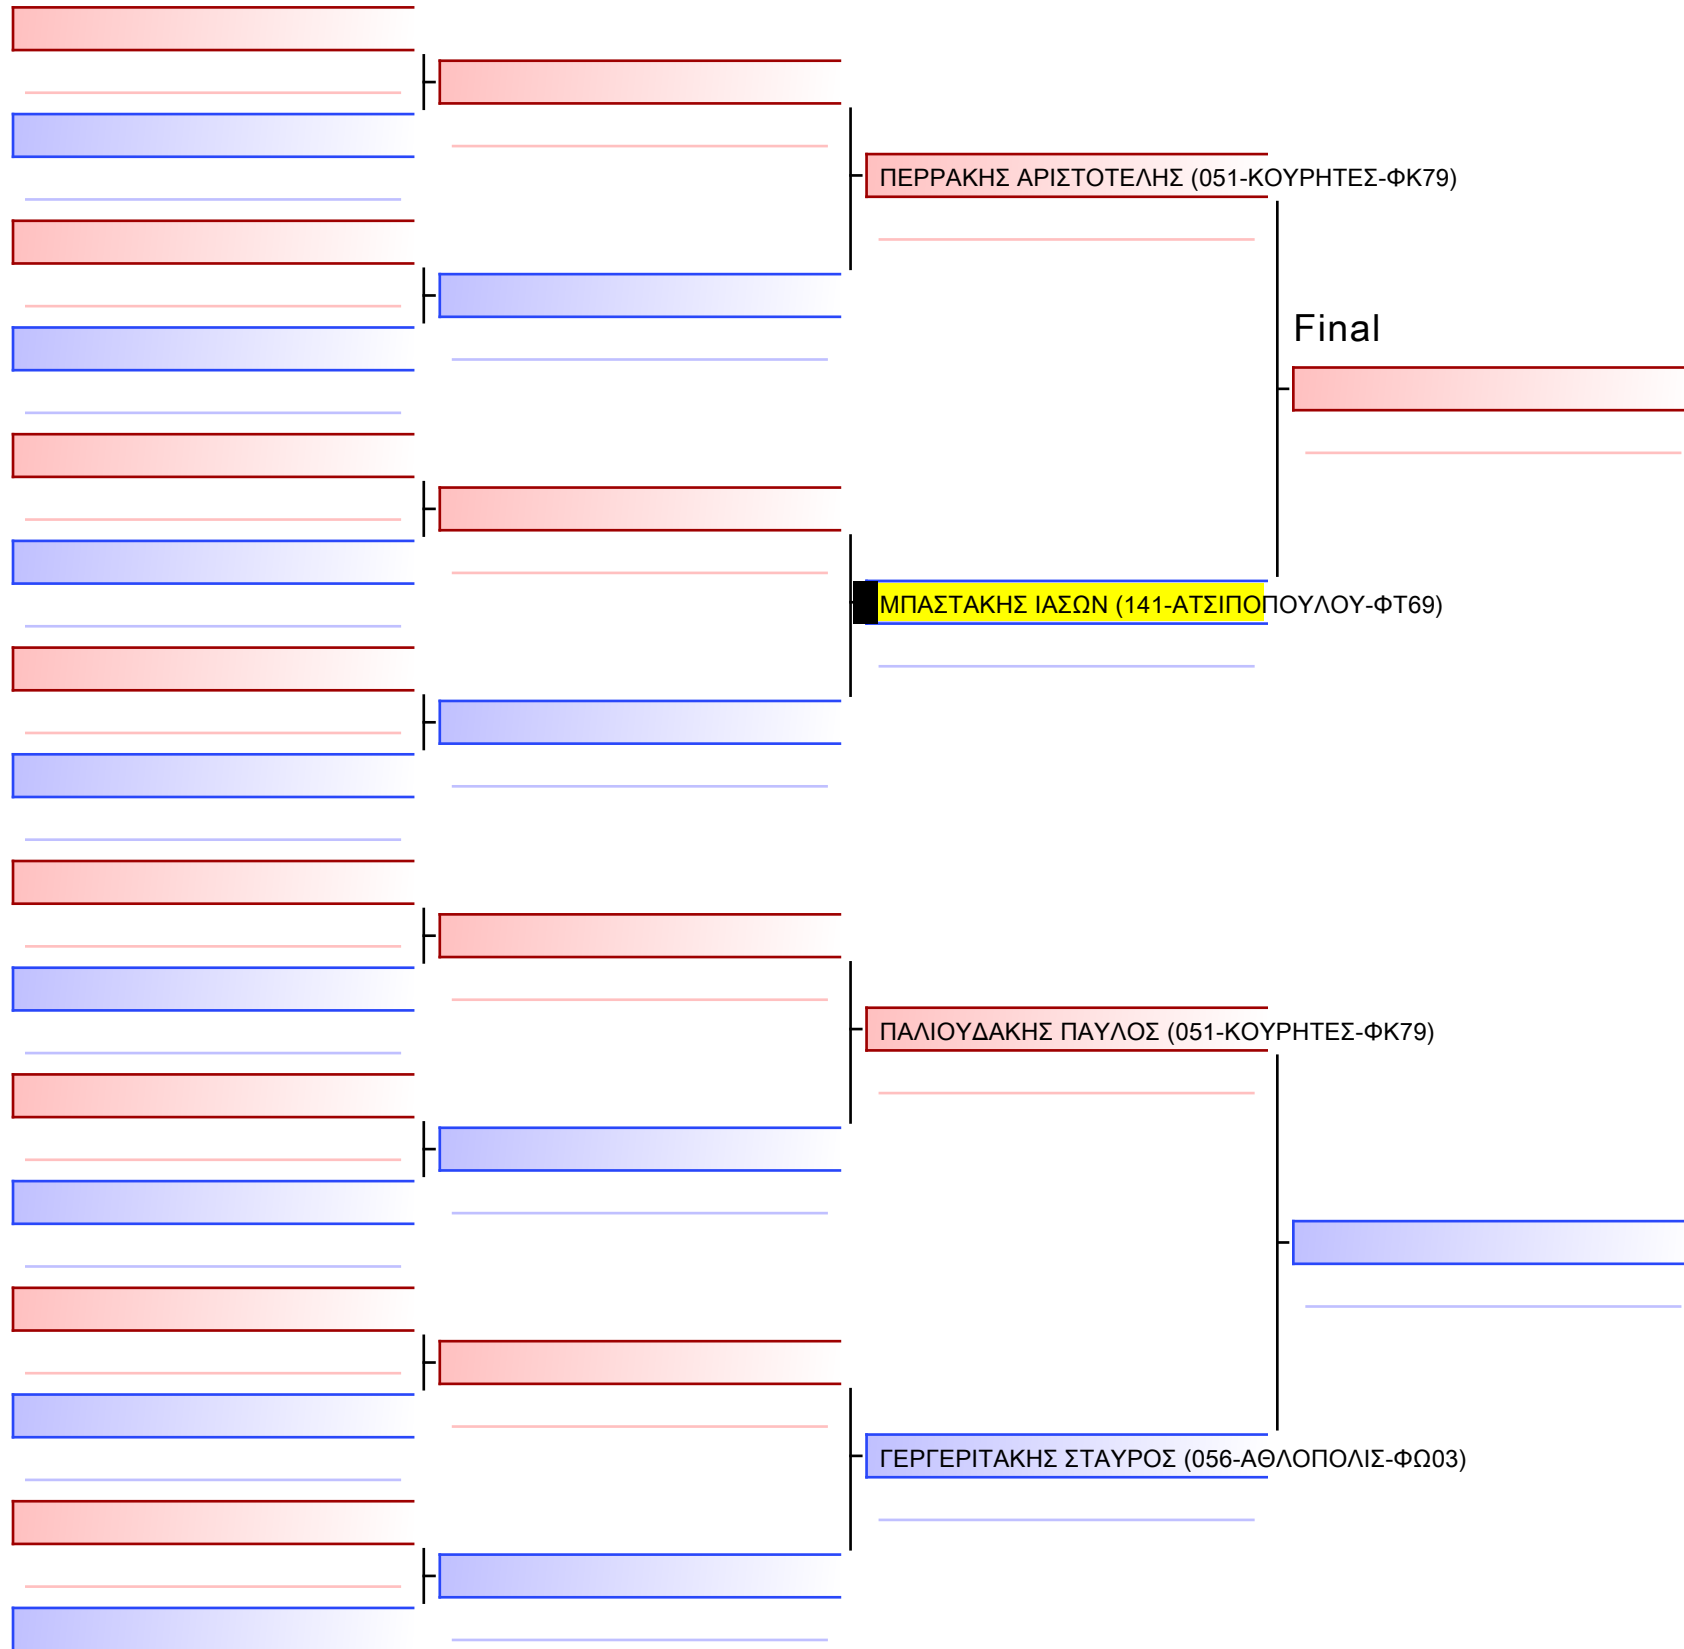 ΠΕΡΡΑΚΗΣ ΑΡΙΣΤΟΤΕΛΗΣ (051-ΚΟΥΡΗΤΕΣ-ΦΚ79)
Final
ΜΠΑΣΤΑΚΗΣ ΙΑΣΩΝ (141-ΑΤΣΙΠΟΠΟΥΛΟΥ-ΦΤ69)
ΠΑΛΙΟΥΔΑΚΗΣ ΠΑΥΛΟΣ (051-ΚΟΥΡΗΤΕΣ-ΦΚ79)
ΓΕΡΓΕΡΙΤΑΚΗΣ ΣΤΑΥΡΟΣ (056-ΑΘΛΟΠΟΛΙΣ-ΦΩ03)